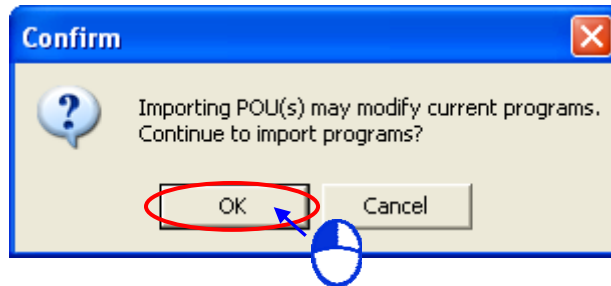 Confirm
?
Importing POU(s) may modify current programs.
Continue to import programs?
OK
Cancel